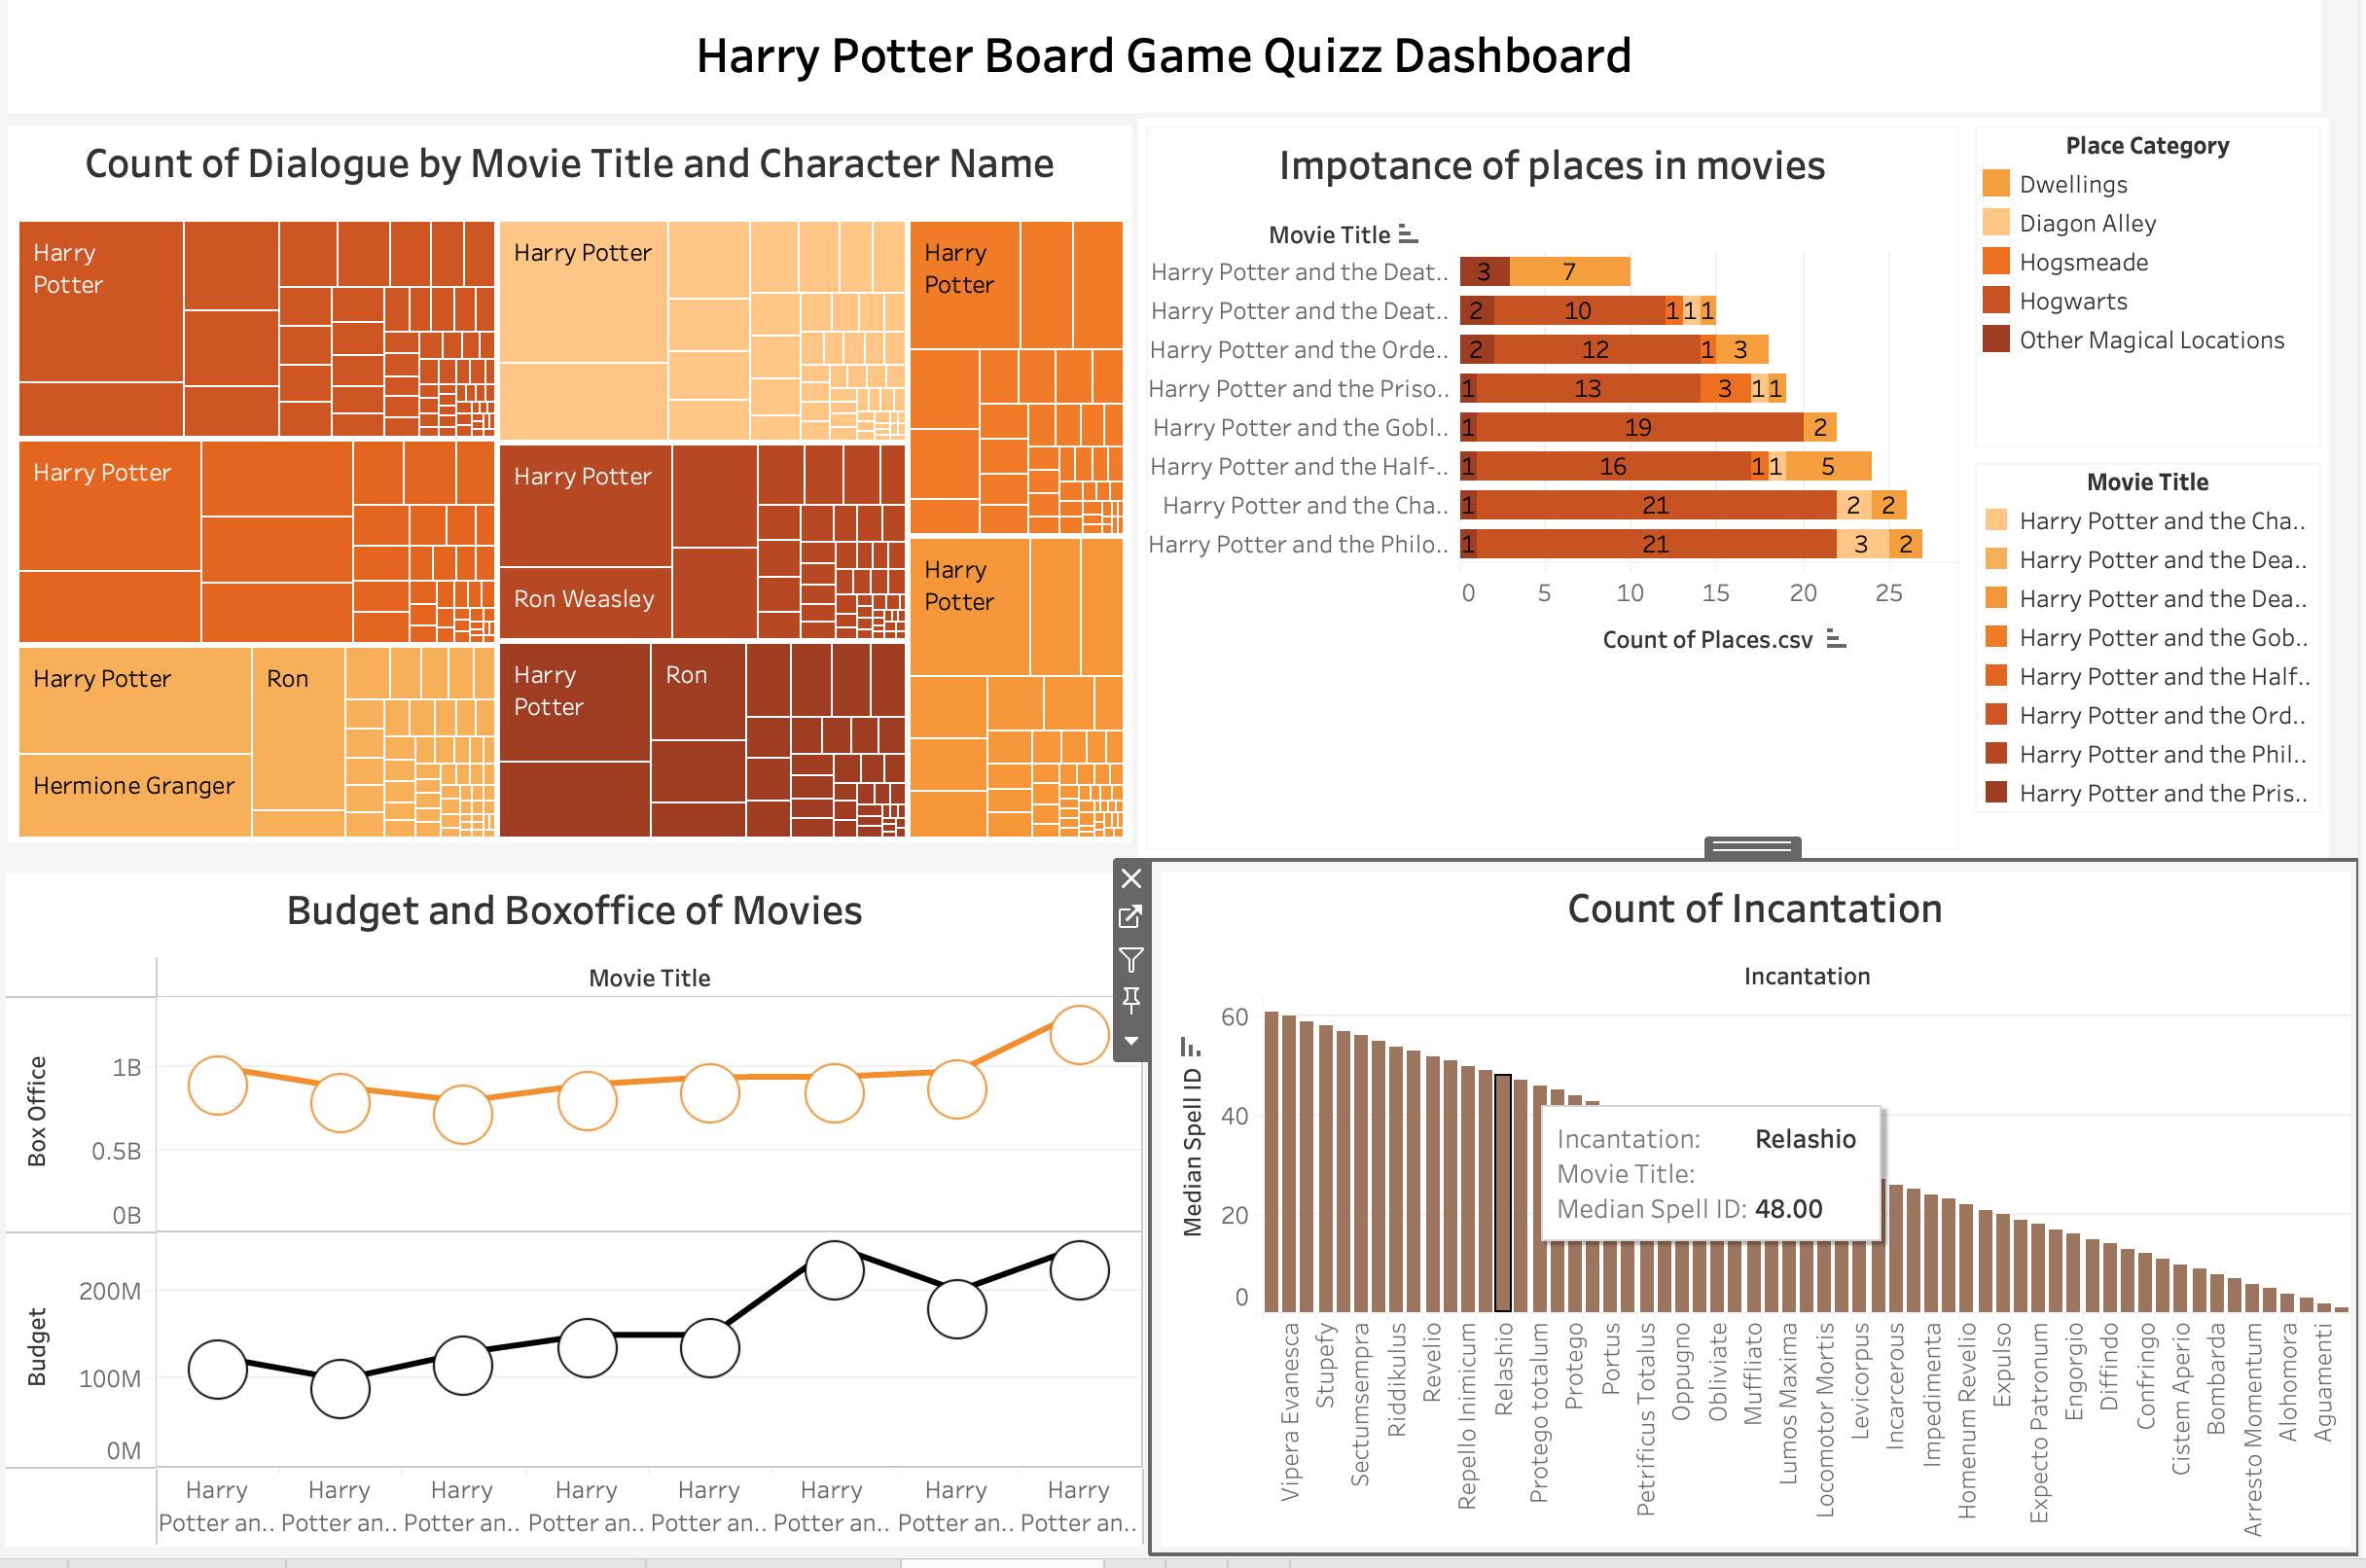 Harry Potter Board Game Quizz Dashboard
Count of Dialogue by Movie Title and Character Name
Harry
Potter
Harry Potter
Harry
Potter
Harry Potter
Harry Potter
Ron Weasley
Harry
Potter
Harry Potter
Ron
Hermione Granger
Harry
Potter
Ron
Impotance of places in movies
Movie Title
Harry Potter and the Deat.. 3 7
Harry Potter and the Deat.. 2 10 1 1 1
Harry Potter and the Orde.. 2 12 1 3
Harry Potter and the Priso.. 1 13 3 1 1
Harry Potter and the Gobl.. 1 19 2
Harry Potter and the Half-.. 1 16 1 1 5
Harry Potter and the Cha.. 1 21 2 2
Harry Potter and the Philo.. 1 21 3 2
0 5 10 15 20 25
Count of Places.csv
Place Category
Dwellings
Diagon Alley
Hogsmeade
Hogwarts
Other Magical Locations
Movie Title
Harry Potter and the Cha..
Harry Potter and the Dea..
Harry Potter and the Dea..
Harry Potter and the Gob..
Harry Potter and the Half..
Harry Potter and the Ord..
Harry Potter and the Phil..
Harry Potter and the Pris..
Budget and Boxoffice of Movies
Movie Title
Box Office
1B
0.5B
0B
Budget
200M
100M
0M
Harry Harry Harry Harry Harry Harry Harry Harry
Potter an.. Potter an.. Potter an.. Potter an.. Potter an.. Potter an.. Potter an.. Potter an..
Count of Incantation
Incantation
Median Spell ID
60
40
20
0
Incantation: Relashio
Movie Title:
Median Spell ID: 48.00
Vipera Evanesca
Stupefy
Sectumsempra
Riddikulus
Revelio
Repello Inimicum
Relashio
Protego totalum
Protego
Portus
Petrificus Totalus
Oppugno
Obliviate
Muffliato
Lumos Maxima
Locomotor Mortis
Levicorpus
Incarcerous
Impedimenta
Homenum Revelio
Expulso
Expecto Patronum
Engorgio
Diffindo
Confringo
Cistem Aperio
Bombarda
Arresto Momentum
Alohomora
Aguamenti